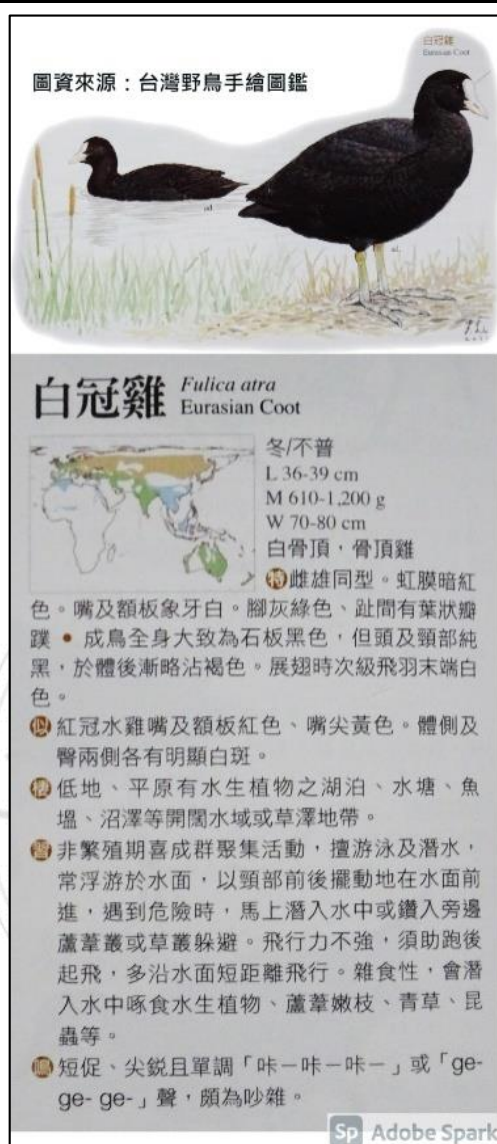 白冠雞
Eurasian Coot
圖資來源：台灣野鳥手繪圖鑑
ad.
ad.
白冠雞 Fulica atra
Eurasian Coot
冬/不普
L 36-39 cm
M 610-1,200 g
W 70-80 cm
白骨頂，骨頂雞
特雌雄同型。虹膜暗紅
色。嘴及額板象牙白。腳灰綠色、趾間有葉狀瓣
蹼•成鳥全身大致為石板黑色，但頭及頸部純
黑，於體後漸略沾褐色。展翅時次級飛羽末端白
色。
似紅冠水雞嘴及額板紅色、嘴尖黃色。體側及
臀兩側各有明顯白斑。
棲低地、平原有水生植物之湖泊、水塘、魚
塭、沼澤等開闊水域或草澤地帶。
習非繁殖期喜成群聚集活動，擅游泳及潛水，
常浮游於水面，以頸部前後擺動地在水面前
進，遇到危險時，馬上潛入水中或鑽入旁邊
蘆葦叢或草叢躲避。飛行力不強，須助跑後
起飛，多沿水面短距離飛行。雜食性，會潛
入水中啄食水生植物、蘆葦嫩枝、青草、昆
蟲等。
鳴短促、尖銳且單調「咔－咔－咔－」或「ge-
ge- ge-」聲，頗為吵雜。
Sp Adobe Spark